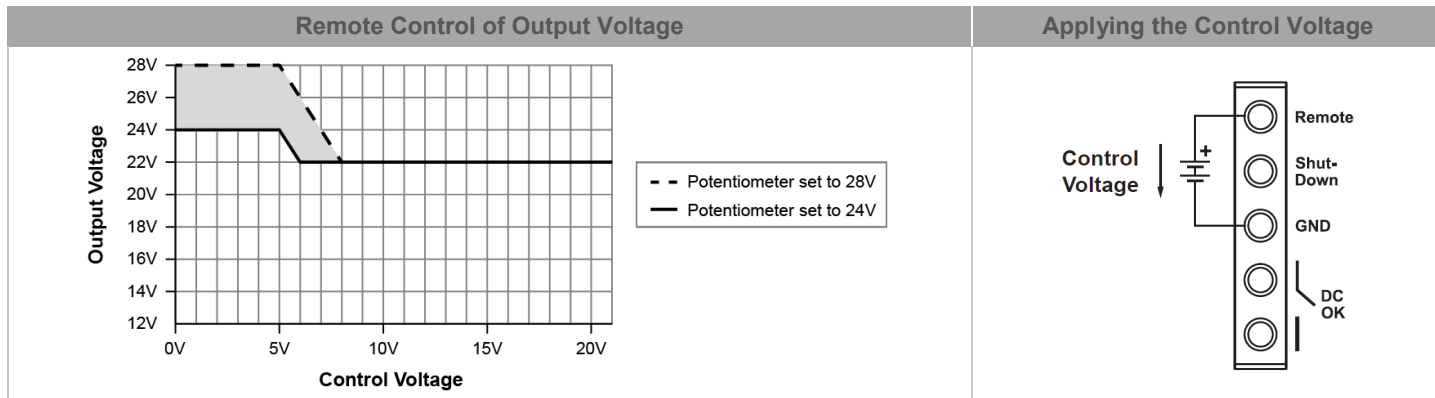 Remote Control of Output Voltage
Applying the Control Voltage
Output Voltage
28V
26V
24V
22V
20V
18V
16V
14V
12V
0V
5V
10V
15V
20V
Control Voltage
Potentiometer set to 28V
Potentiometer set to 24V
Control
Voltage
+
Remote
Shut-
Down
GND
DC
OK